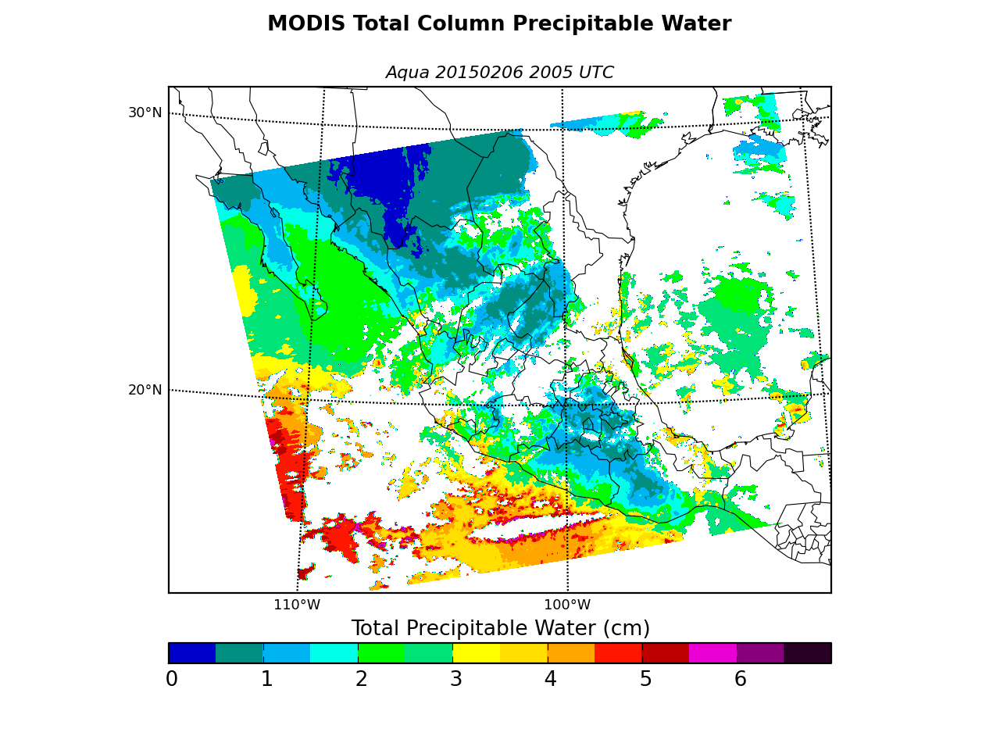 MODIS Total Column Precipitable Water
Aqua 20150206 2005 UTC
30°N
20°N
110°W 100°W
Total Precipitable Water (cm)
0 1 2 3 4 5 6